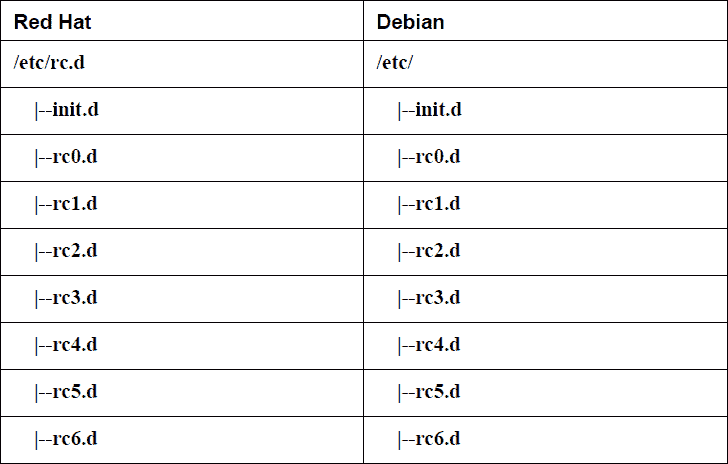 Red Hat Debian
/etc/rc.d /etc/
|--init.d |--init.d
|--rc0.d |--rc0.d
|--rc1.d |--rc1.d
|--rc2.d |--rc2.d
|--rc3.d |--rc3.d
|--rc4.d |--rc4.d
|--rc5.d |--rc5.d
|--rc6.d |--rc6.d